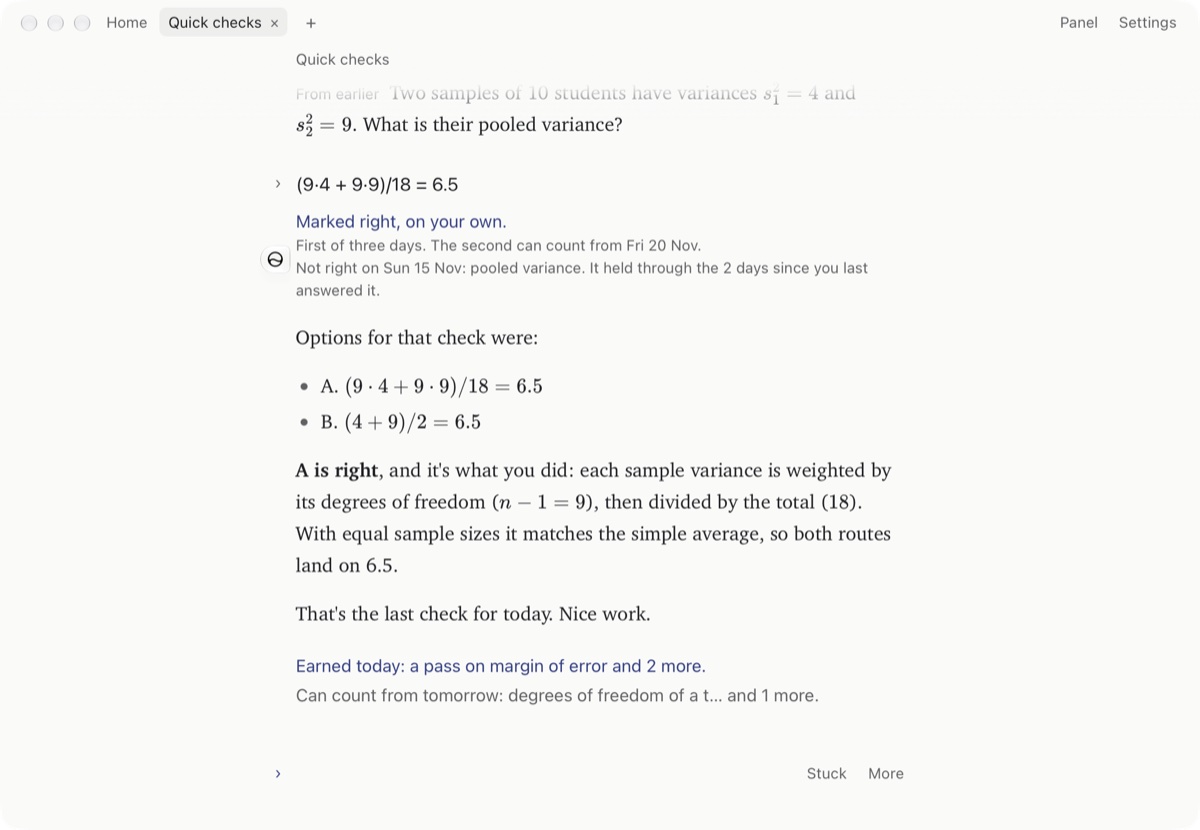 Home
Quick checks ×
+
Panel
Settings
Quick checks
From earlier Two samples of 10 students have variances s₁² = 4 and
s₂² = 9. What is their pooled variance?
› (9·4 + 9·9)/18 = 6.5
Marked right, on your own.
First of three days. The second can count from Fri 20 Nov.
Not right on Sun 15 Nov: pooled variance. It held through the 2 days since you last
answered it.
Options for that check were:
• A. (9 · 4 + 9 · 9)/18 = 6.5
• B. (4 + 9)/2 = 6.5
A is right, and it's what you did: each sample variance is weighted by
its degrees of freedom (n − 1 = 9), then divided by the total (18).
With equal sample sizes it matches the simple average, so both routes
land on 6.5.
That's the last check for today. Nice work.
Earned today: a pass on margin of error and 2 more.
Can count from tomorrow: degrees of freedom of a t... and 1 more.
›
Stuck
More